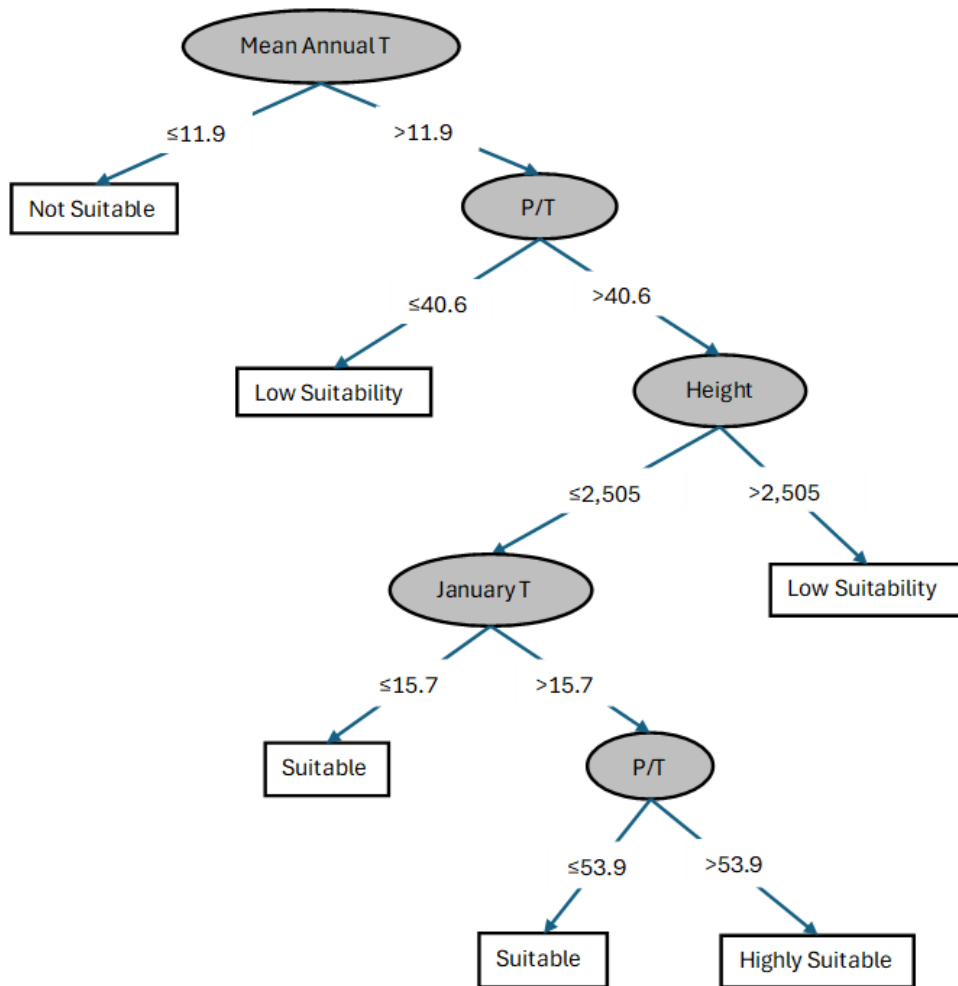 Mean Annual T
≤11.9
>11.9
Not Suitable
P/T
≤40.6
>40.6
Low Suitability
Height
≤2,505
>2,505
January T
Low Suitability
≤15.7
>15.7
Suitable
P/T
≤53.9
>53.9
Suitable
Highly Suitable